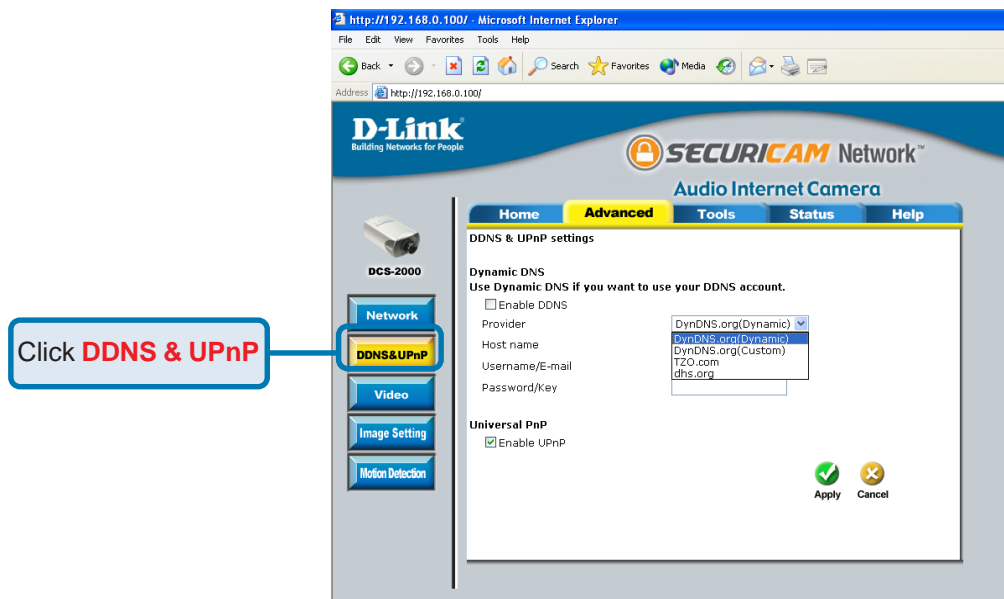 http://192.168.0.100/ - Microsoft Internet Explorer
File Edit View Favorites Tools Help
Back Search Favorites Media
Address http://192.168.0.100/
D-Link
Building Networks for People
SECURICAM Network™
Audio Internet Camera
Home Advanced Tools Status Help
DCS-2000
Network
DDNS&UPnP
Video
Image Setting
Motion Detection
Click DDNS & UPnP
DDNS & UPnP settings
Dynamic DNS
Use Dynamic DNS if you want to use your DDNS account.
Enable DDNS
Provider DynDNS.org(Dynamic)
DynDNS.org(Dynamic)
DynDNS.org(Custom)
TZO.com
dhs.org
Host name
Username/E-mail
Password/Key
Universal PnP
Enable UPnP
Apply Cancel